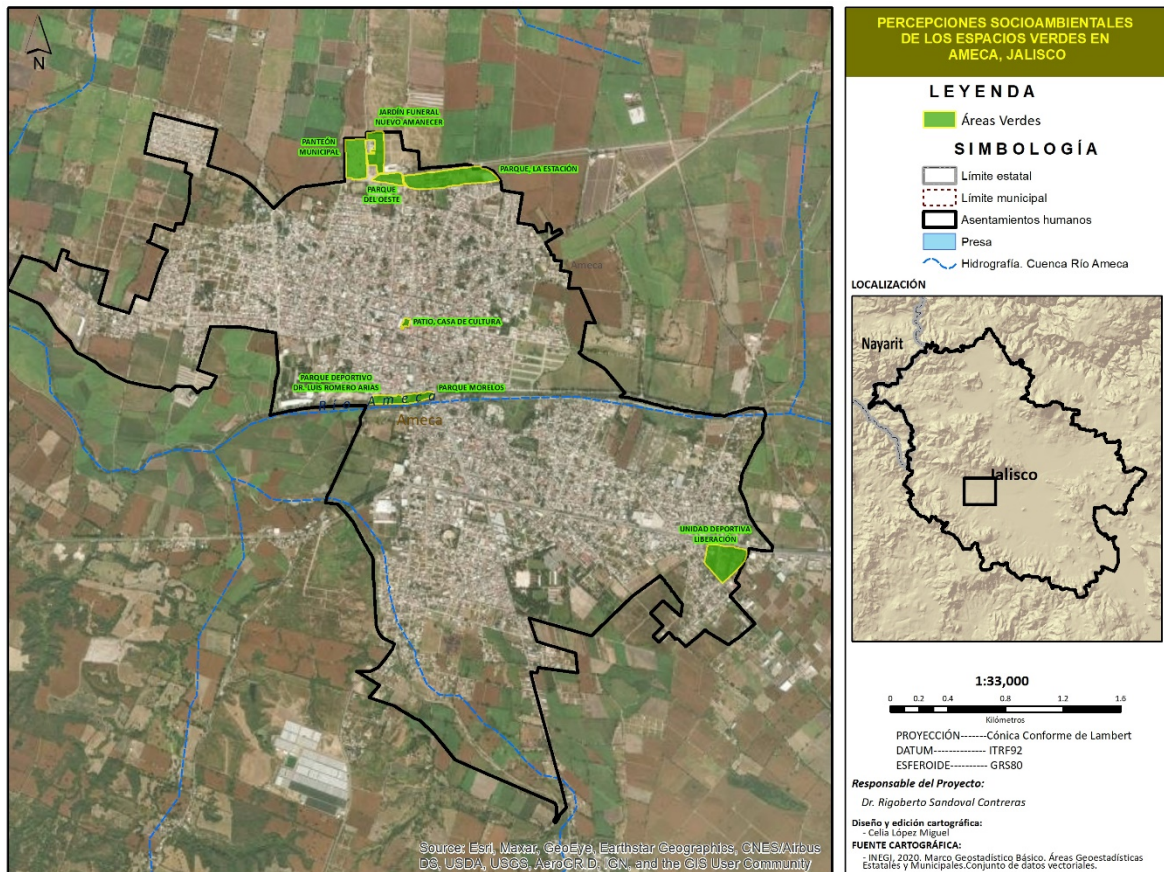 N
JARDÍN FUNERAL
NUEVO AMANECER
PANTEÓN
MUNICIPAL
PARQUE, LA ESTACIÓN
PARQUE
DEL OESTE
Ameca
PATIO, CASA DE CULTURA
PARQUE DEPORTIVO
DR. LUIS ROMERO ARIAS
PARQUE MORELOS
Río Ameca
Ameca
UNIDAD DEPORTIVA
LIBERACIÓN
Source: Esri, Maxar, GeoEye, Earthstar Geographics, CNES/Airbus
DS, USDA, USGS, AeroGRID, IGN, and the GIS User Community
PERCEPCIONES SOCIOAMBIENTALES
DE LOS ESPACIOS VERDES EN
AMECA, JALISCO
LEYENDA
Áreas Verdes
SIMBOLOGÍA
Límite estatal
Límite municipal
Asentamientos humanos
Presa
Hidrografía. Cuenca Río Ameca
LOCALIZACIÓN
Nayarit
Jalisco
1:33,000
0 0.2 0.4 0.8 1.2 1.6
Kilómetros
PROYECCIÓN-------Cónica Conforme de Lambert
DATUM-------------- ITRF92
ESFEROIDE---------- GRS80
Responsable del Proyecto:
Dr. Rigoberto Sandoval Contreras
Diseño y edición cartográfica:
- Celia López Miguel
FUENTE CARTOGRÁFICA:
- INEGI, 2020. Marco Geostadístico Básico. Áreas Geoestadísticas
Estatales y Municipales.Conjunto de datos vectoriales.